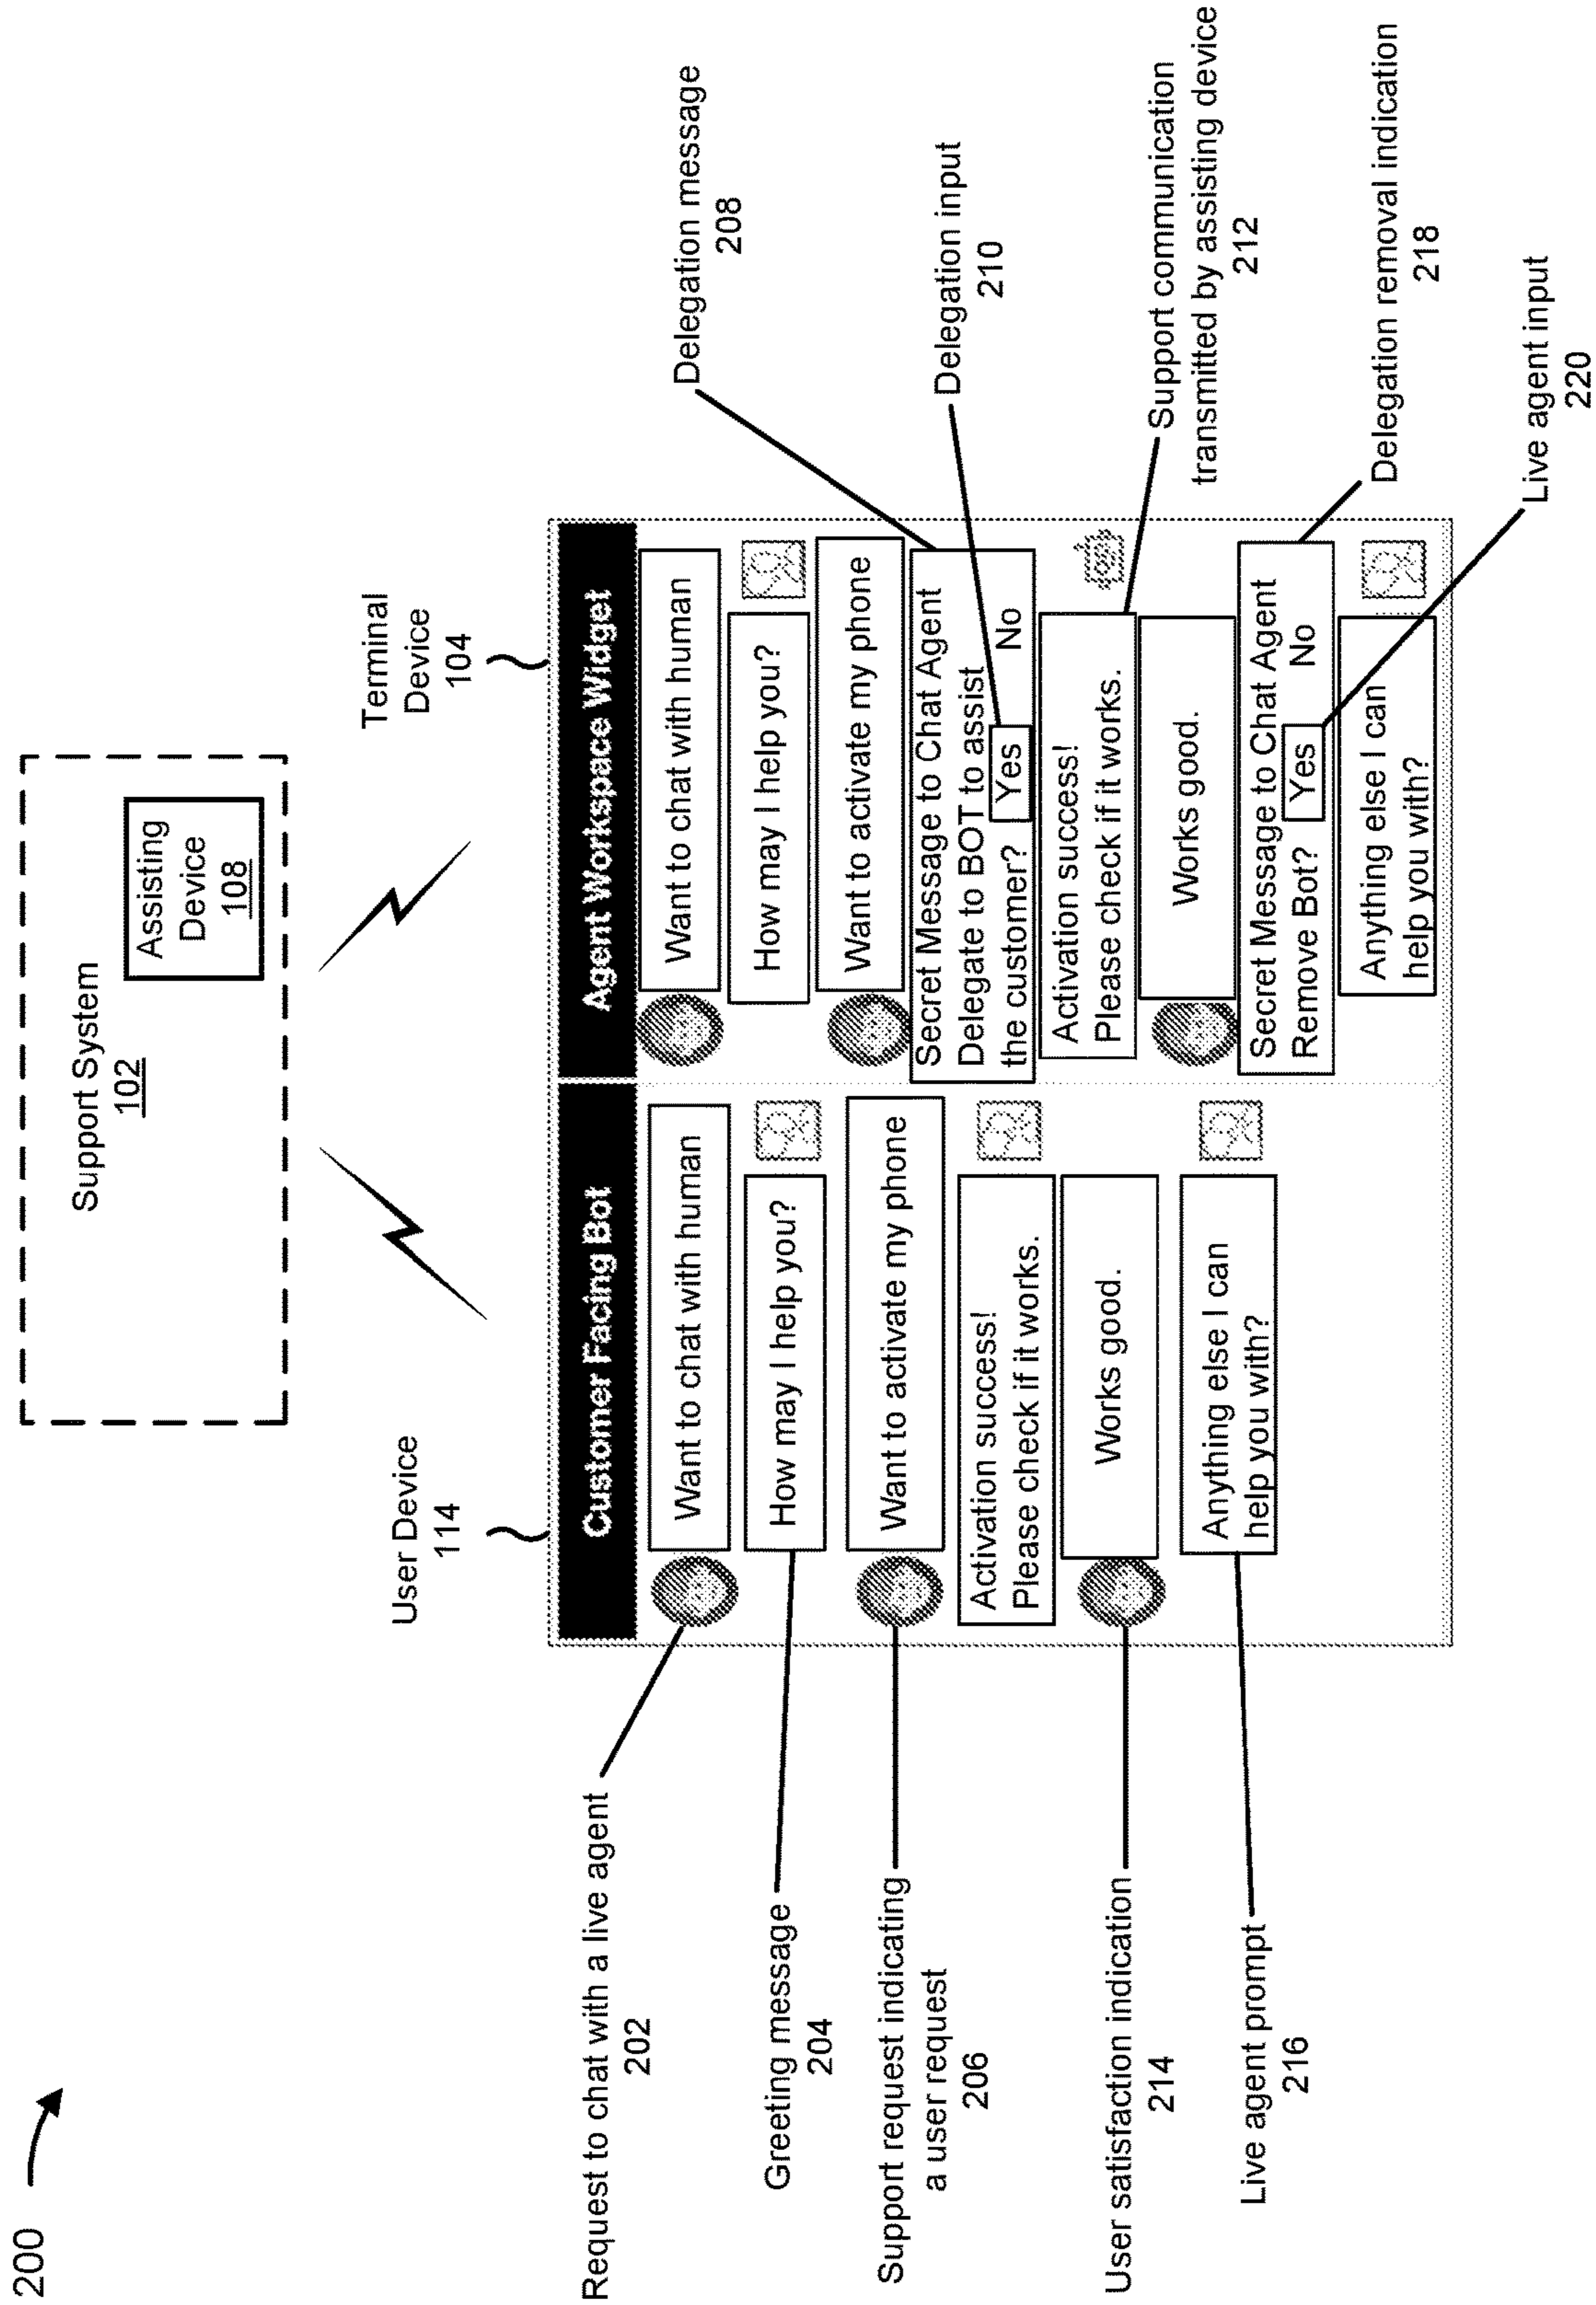 200
Support System
102
Assisting
Device
108
User Device
114
Terminal
Device
104
Customer Facing Bot
Want to chat with human
How may I help you?
Want to activate my phone
Activation success!
Please check if it works.
Works good.
Anything else I can
help you with?
Agent Workspace Widget
Want to chat with human
How may I help you?
Want to activate my phone
Secret Message to Chat Agent
Delegate to BOT to assist
the customer? Yes No
Activation success!
Please check if it works.
Works good.
Secret Message to Chat Agent
Remove Bot? Yes No
Anything else I can
help you with?
Request to chat with a live agent
202
Greeting message
204
Support request indicating
a user request
206
User satisfaction indication
214
Live agent prompt
216
Delegation message
208
Delegation input
210
Support communication
transmitted by assisting device
212
Delegation removal indication
218
Live agent input
220